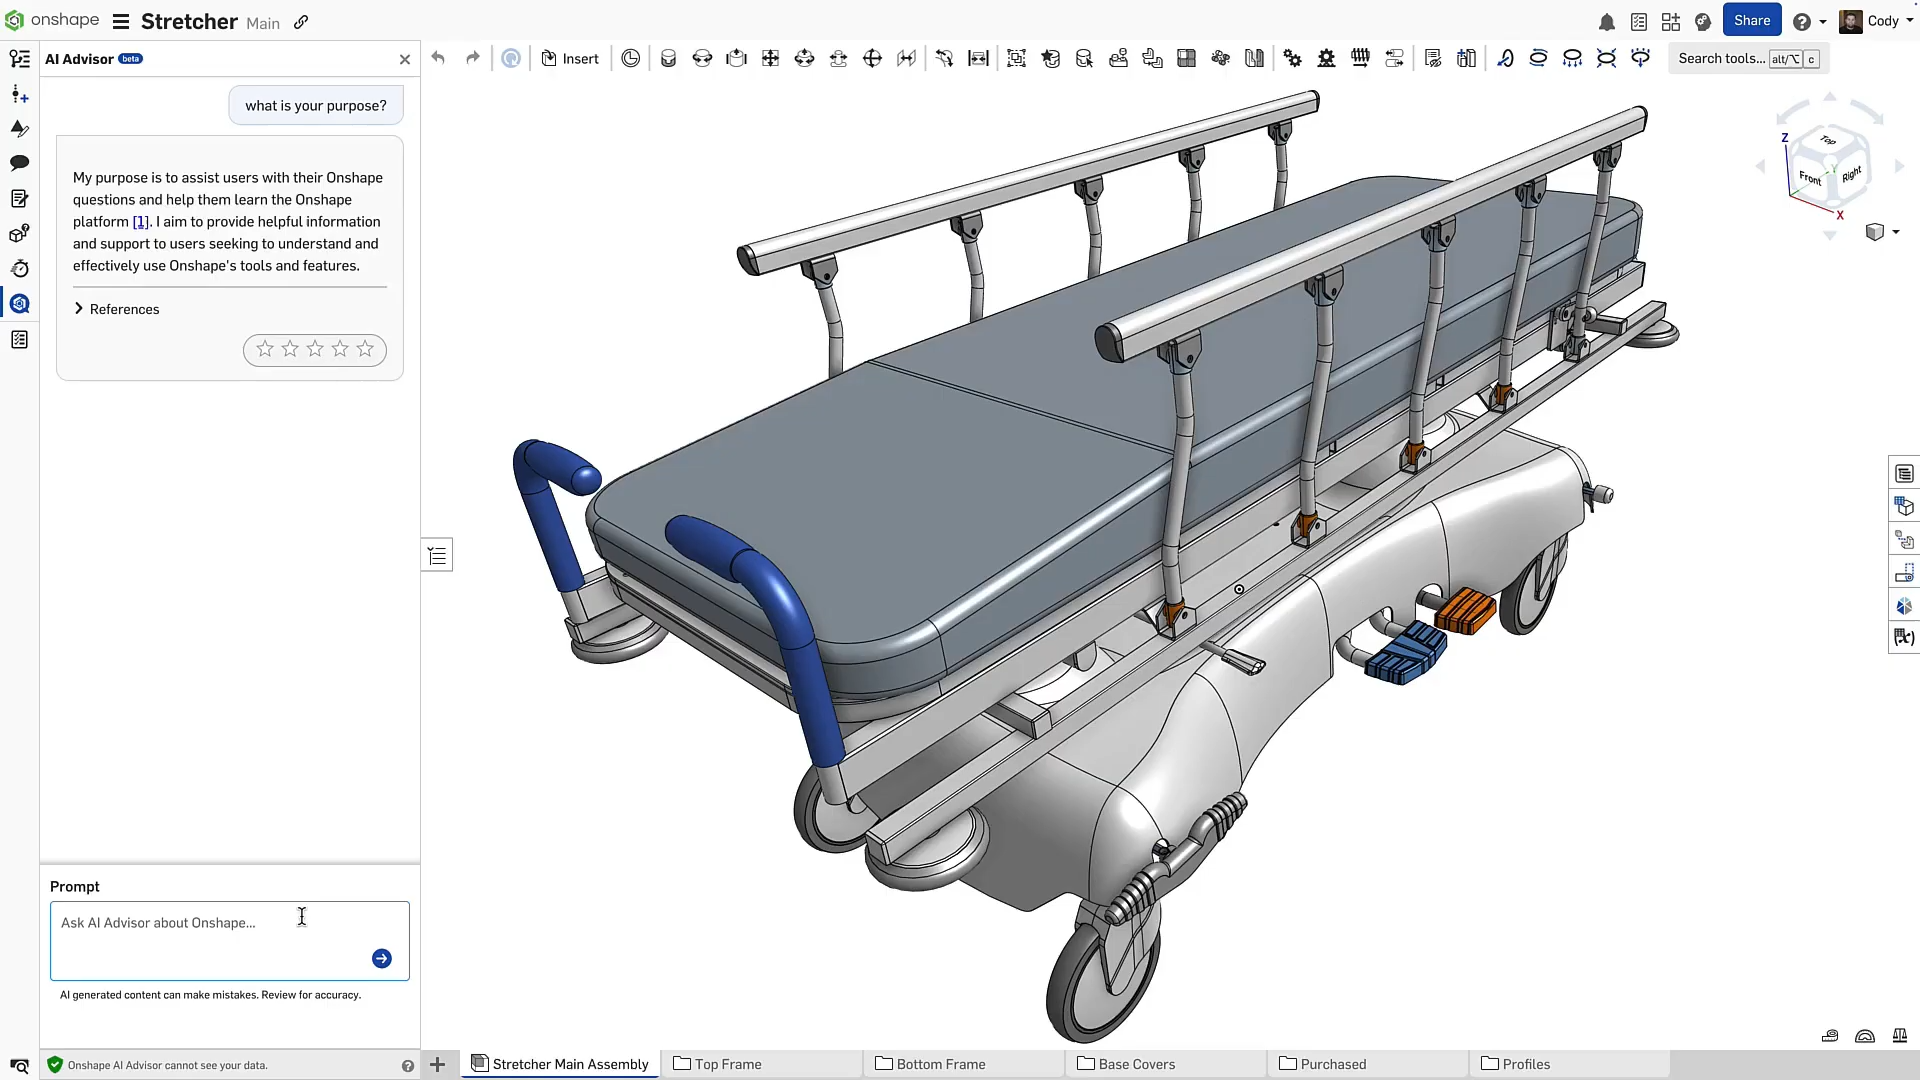 onshape
Stretcher Main
Share
Cody
AI Advisor beta
Insert
Search tools... alt/⌥ c
what is your purpose?
My purpose is to assist users with their Onshape
questions and help them learn the Onshape
platform [1]. I aim to provide helpful information
and support to users seeking to understand and
effectively use Onshape's tools and features.
References
Z
Top
Front
Right
Y
X
Prompt
Ask AI Advisor about Onshape...
AI generated content can make mistakes. Review for accuracy.
Onshape AI Advisor cannot see your data.
Stretcher Main Assembly
Top Frame
Bottom Frame
Base Covers
Purchased
Profiles